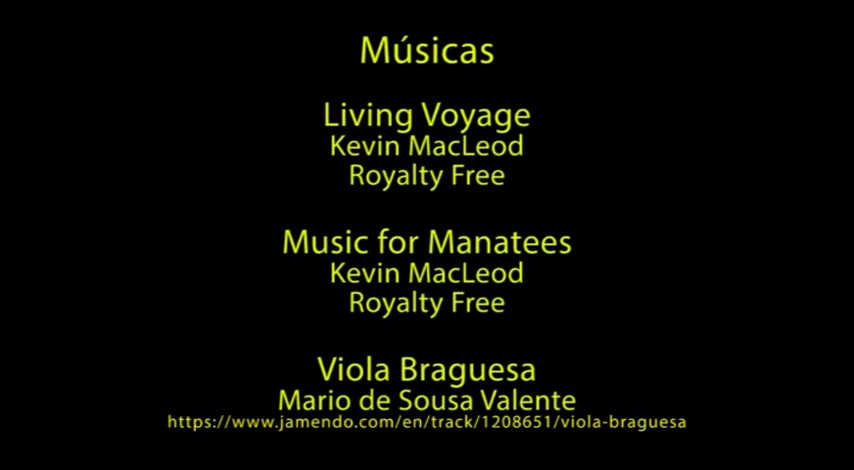 Músicas
Living Voyage
Kevin MacLeod
Royalty Free
Music for Manatees
Kevin MacLeod
Royalty Free
Viola Braguesa
Mario de Sousa Valente
https://www.jamendo.com/en/track/1208651/viola-braguesa